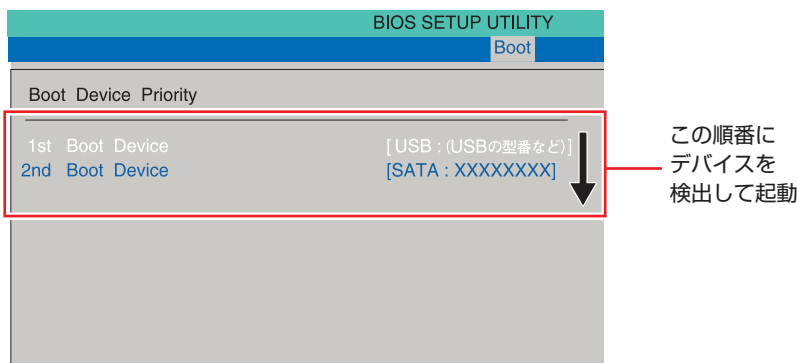 BIOS SETUP UTILITY
Boot
Boot Device Priority
1st Boot Device [ USB : (USBの型番など)]
2nd Boot Device [SATA : XXXXXXXX]
この順番に
デバイスを
検出して起動